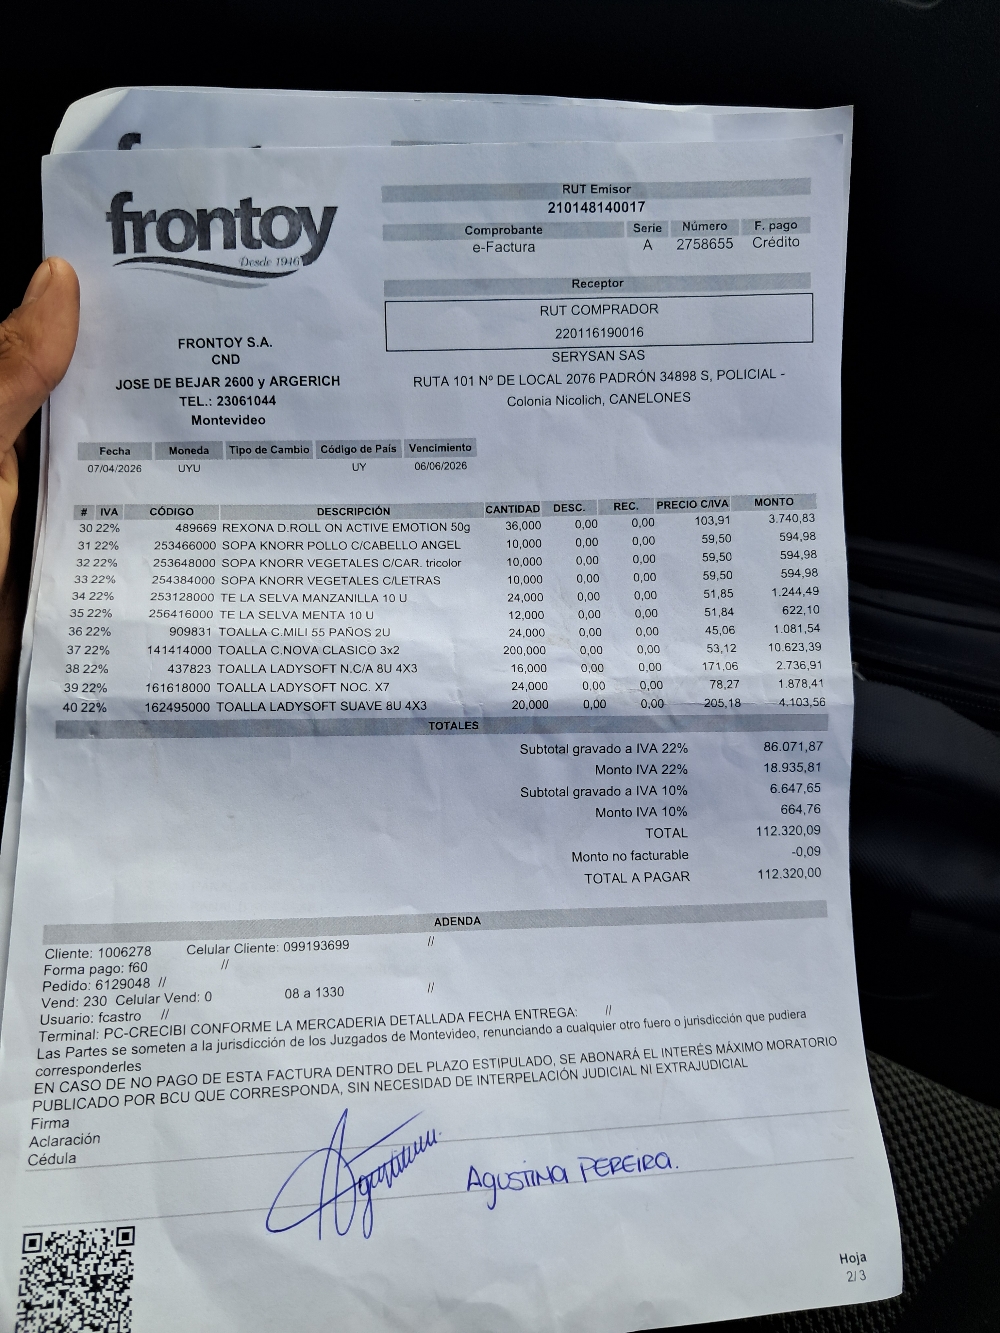 frontoy
Desde 1946
FRONTOY S.A.
CND
JOSE DE BEJAR 2600 y ARGERICH
TEL.: 23061044
Montevideo
RUT Emisor
210148140017
Comprobante Serie Número F. pago
e-Factura A 2758655 Crédito
Receptor
RUT COMPRADOR
220116190016
SERYSAN SAS
RUTA 101 Nº DE LOCAL 2076 PADRÓN 34898 S, POLICIAL -
Colonia Nicolich, CANELONES
Fecha Moneda Tipo de Cambio Código de País Vencimiento
07/04/2026 UYU UY 06/06/2026
# IVA CÓDIGO DESCRIPCIÓN CANTIDAD DESC. REC. PRECIO C/IVA MONTO
30 22% 489669 REXONA D.ROLL ON ACTIVE EMOTION 50g 36,000 0,00 0,00 103,91 3.740,83
31 22% 253466000 SOPA KNORR POLLO C/CABELLO ANGEL 10,000 0,00 0,00 59,50 594,98
32 22% 253648000 SOPA KNORR VEGETALES C/CAR. tricolor 10,000 0,00 0,00 59,50 594,98
33 22% 254384000 SOPA KNORR VEGETALES C/LETRAS 10,000 0,00 0,00 59,50 594,98
34 22% 253128000 TE LA SELVA MANZANILLA 10 U 24,000 0,00 0,00 51,85 1.244,49
35 22% 256416000 TE LA SELVA MENTA 10 U 12,000 0,00 0,00 51,84 622,10
36 22% 909831 TOALLA C.MILI 55 PAÑOS 2U 24,000 0,00 0,00 45,06 1.081,54
37 22% 141414000 TOALLA C.NOVA CLASICO 3x2 200,000 0,00 0,00 53,12 10.623,39
38 22% 437823 TOALLA LADYSOFT N.C/A 8U 4X3 16,000 0,00 0,00 171,06 2.736,91
39 22% 161618000 TOALLA LADYSOFT NOC. X7 24,000 0,00 0,00 78,27 1.878,41
40 22% 162495000 TOALLA LADYSOFT SUAVE 8U 4X3 20,000 0,00 0,00 205,18 4.103,56
TOTALES
Subtotal gravado a IVA 22% 86.071,87
Monto IVA 22% 18.935,81
Subtotal gravado a IVA 10% 6.647,65
Monto IVA 10% 664,76
TOTAL 112.320,09
Monto no facturable -0,09
TOTAL A PAGAR 112.320,00
ADENDA
Cliente: 1006278 Celular Cliente: 099193699 //
Forma pago: f60 //
Pedido: 6129048 //
Vend: 230 Celular Vend: 0 08 a 1330 //
Usuario: fcastro //
Terminal: PC-CRECIBI CONFORME LA MERCADERIA DETALLADA FECHA ENTREGA: //
Las Partes se someten a la jurisdicción de los Juzgados de Montevideo, renunciando a cualquier otro fuero o jurisdicción que pudiera
corresponderles
EN CASO DE NO PAGO DE ESTA FACTURA DENTRO DEL PLAZO ESTIPULADO, SE ABONARÁ EL INTERÉS MÁXIMO MORATORIO
PUBLICADO POR BCU QUE CORRESPONDA, SIN NECESIDAD DE INTERPELACIÓN JUDICIAL NI EXTRAJUDICIAL
Firma
Aclaración
Cédula
AGUSTINA PEREIRA.
Hoja
2/3